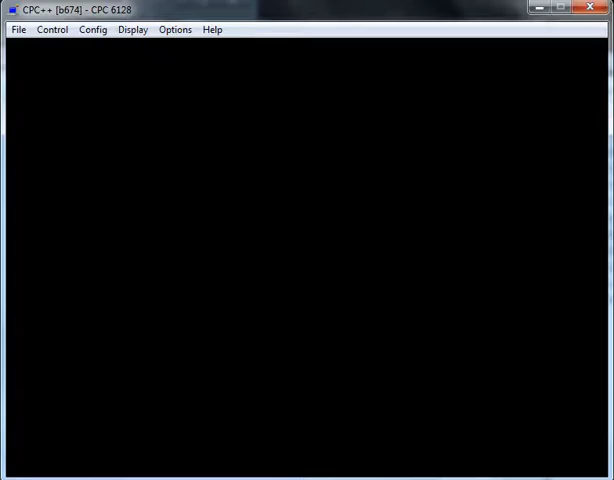 CPC++ [b674] - CPC 6128
File Control Config Display Options Help